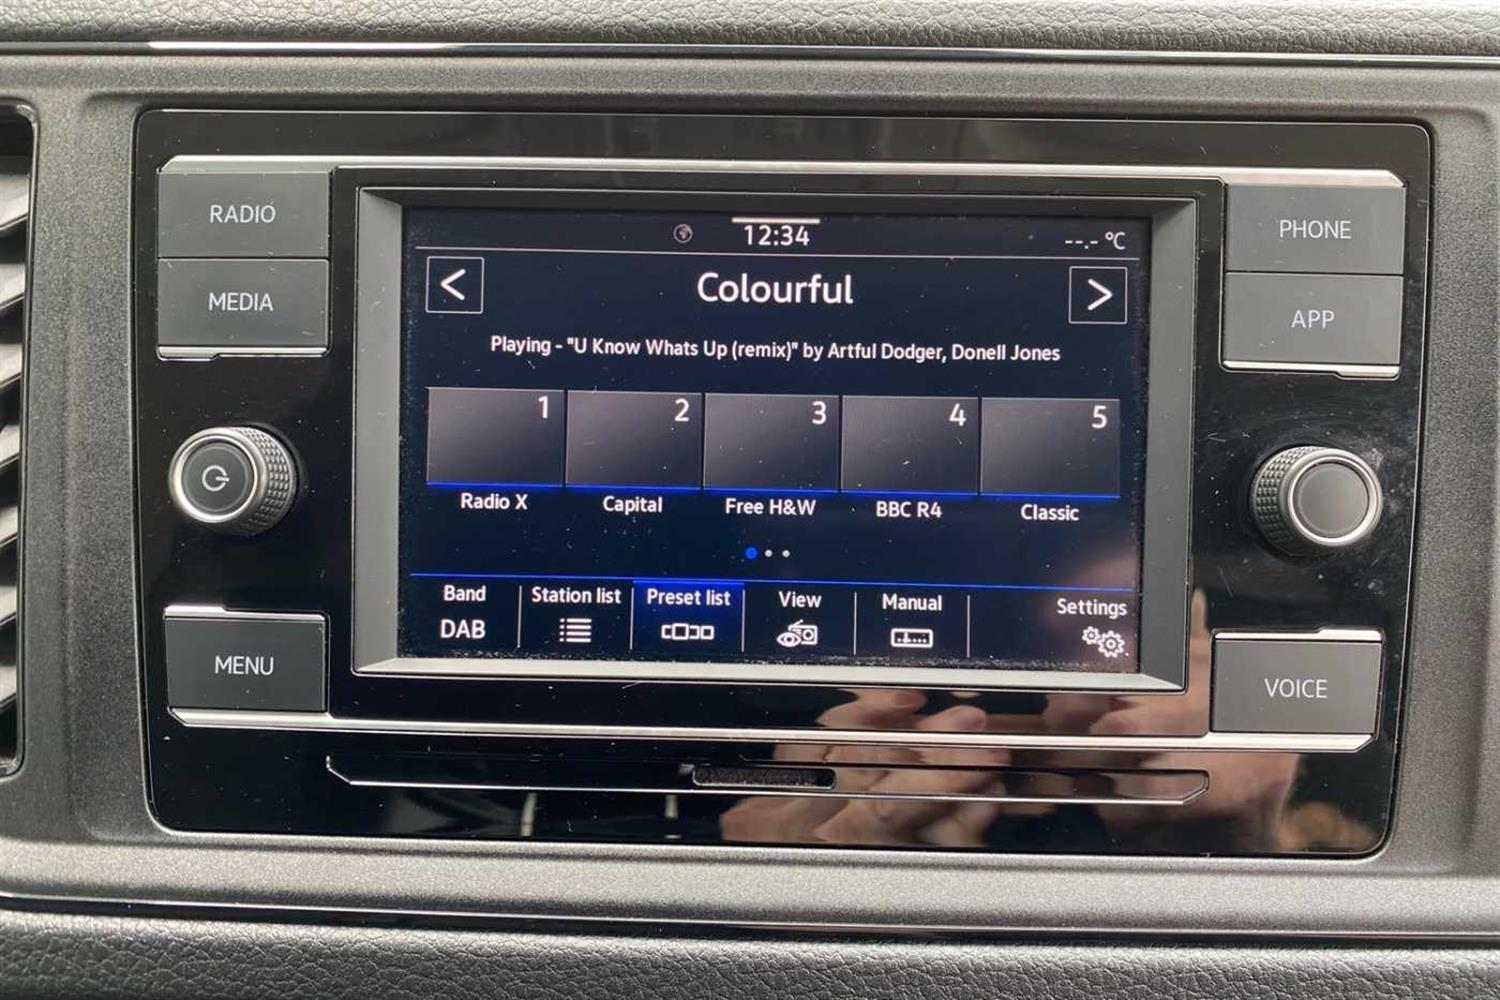 RADIO
MEDIA
MENU
12:34
--.- °C
<
Colourful
>
Playing - "U Know Whats Up (remix)" by Artful Dodger, Donell Jones
1 2 3 4 5
Radio X Capital Free H&W BBC R4 Classic
Band Station list Preset list View Manual Settings
DAB
PHONE
APP
VOICE